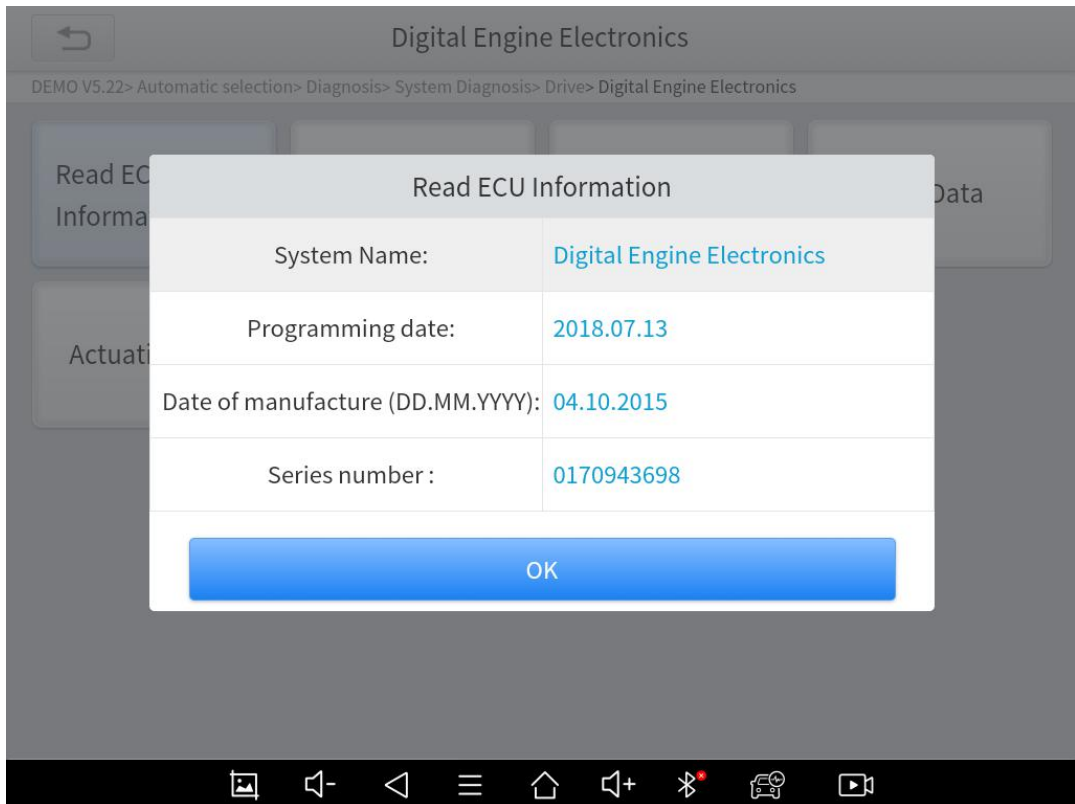 Digital Engine Electronics
DEMO V5.22> Automatic selection> Diagnosis> System Diagnosis> Drive> Digital Engine Electronics
Read EC
Informa
Data
Actuati
Read ECU Information
System Name: Digital Engine Electronics
Programming date: 2018.07.13
Date of manufacture (DD.MM.YYYY): 04.10.2015
Series number : 0170943698
OK